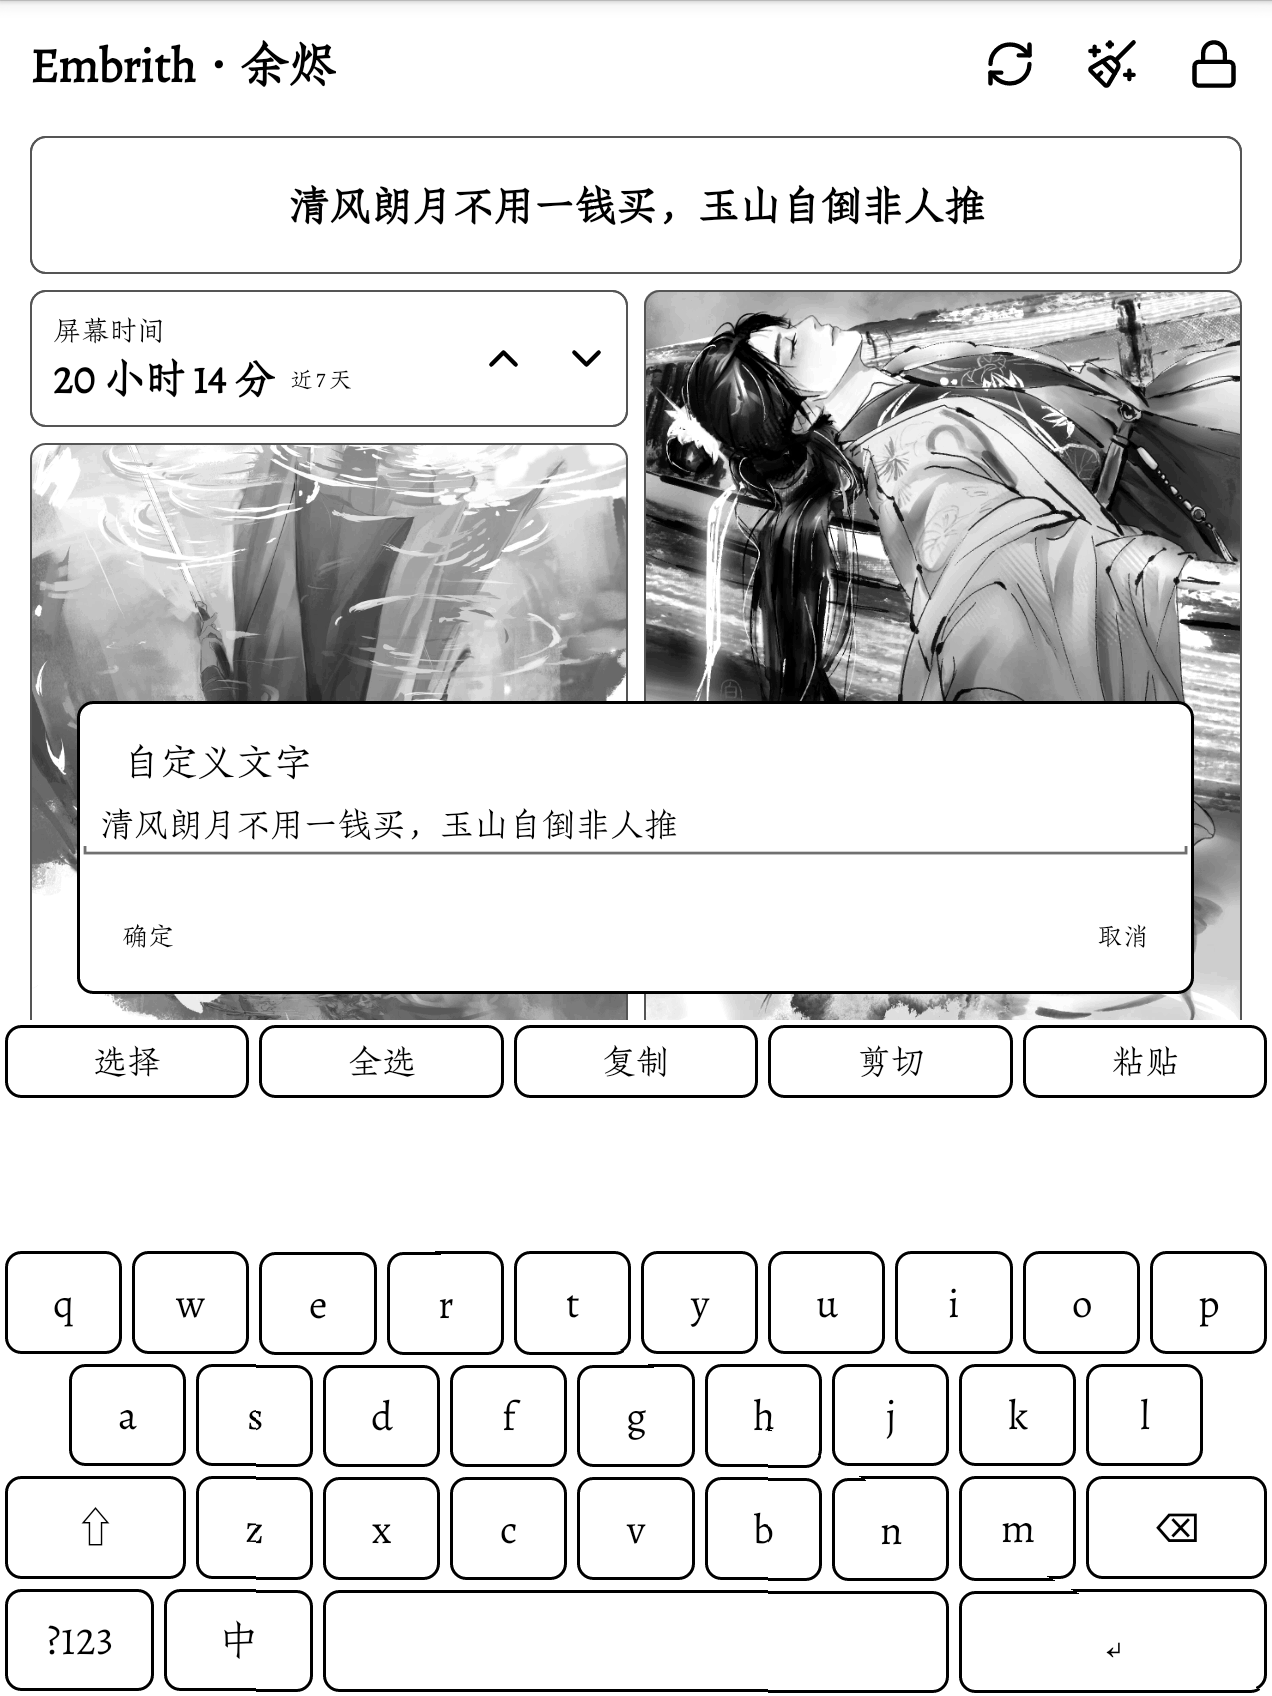 Embrith · 余烬
清风朗月不用一钱买，玉山自倒非人推
屏幕时间
20 小时 14 分 近7天
自定义文字
清风朗月不用一钱买，玉山自倒非人推
确定 取消
选择 全选 复制 剪切 粘贴
q w e r t y u i o p
a s d f g h j k l
z x c v b n m
?123 中